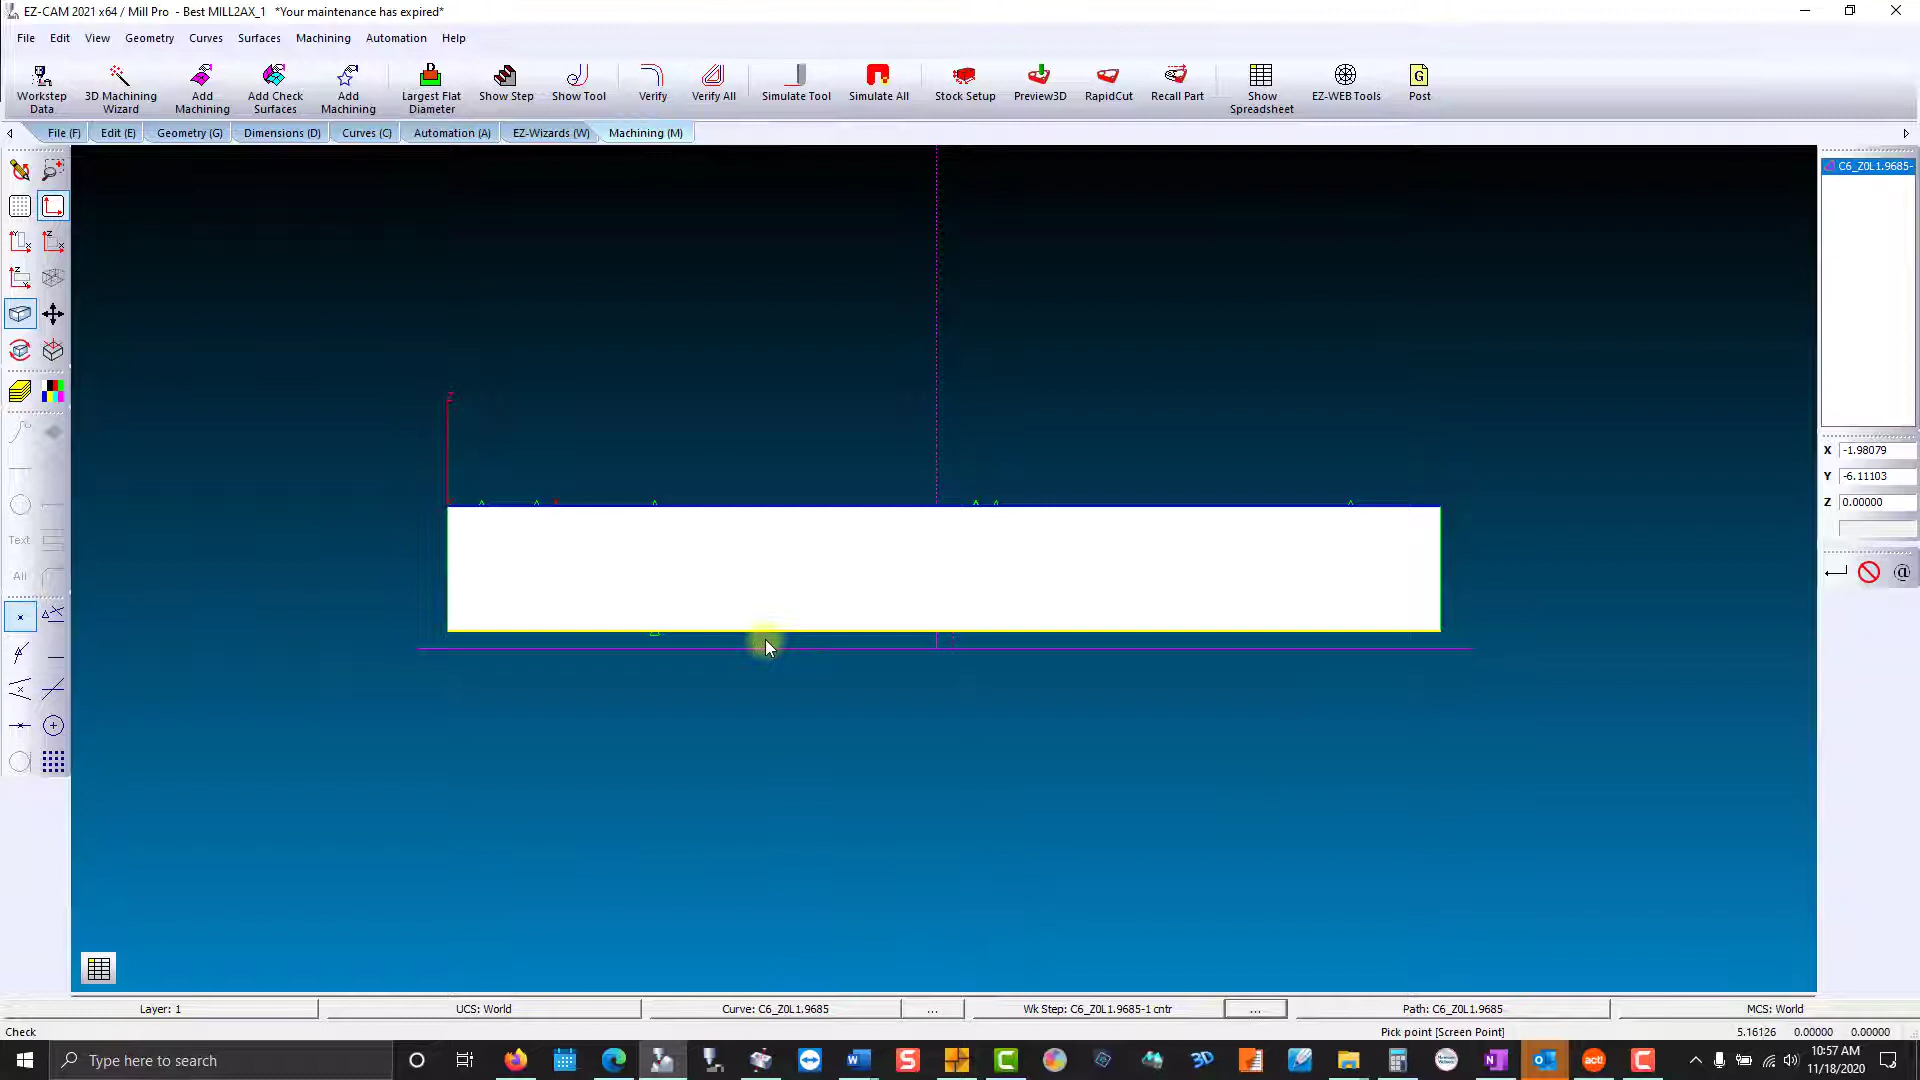 EZ-CAM 2021 x64 / Mill Pro - Best MILL2AX_1 *Your maintenance has expired*
File Edit View Geometry Curves Surfaces Machining Automation Help
Workstep Data
3D Machining Wizard
Add Machining
Add Check Surfaces
Add Machining
D
Largest Flat Diameter
Show Step
Show Tool
Verify
Verify All
Simulate Tool
Simulate All
Stock Setup
Preview3D
RapidCut
Recall Part
Show Spreadsheet
EZ-WEB Tools
G
Post
File (F) Edit (E) Geometry (G) Dimensions (D) Curves (C) Automation (A) EZ-Wizards (W) Machining (M)
C6_Z0L1.9685-
Z
X -1.98079
Y -6.11103
Z 0.00000
@
Text
All
Layer: 1 UCS: World Curve: C6_Z0L1.9685 ... Wk Step: C6_Z0L1.9685-1 cntr ... Path: C6_Z0L1.9685 MCS: World
Check Pick point [Screen Point] 5.16126 0.00000 0.00000
Type here to search
10:57 AM
11/18/2020